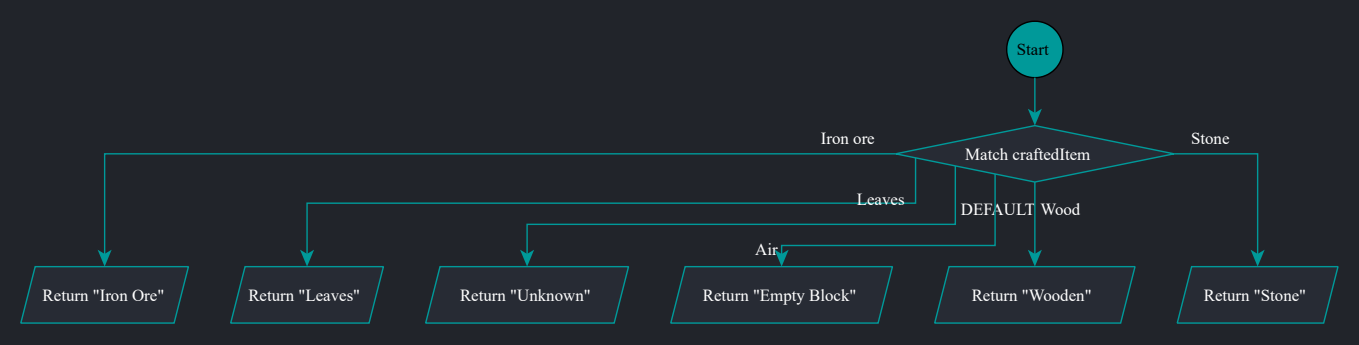 Start
Iron ore
Stone
Match craftedItem
Leaves
DEFAULT
Wood
Air
Return "Iron Ore"
Return "Leaves"
Return "Unknown"
Return "Empty Block"
Return "Wooden"
Return "Stone"